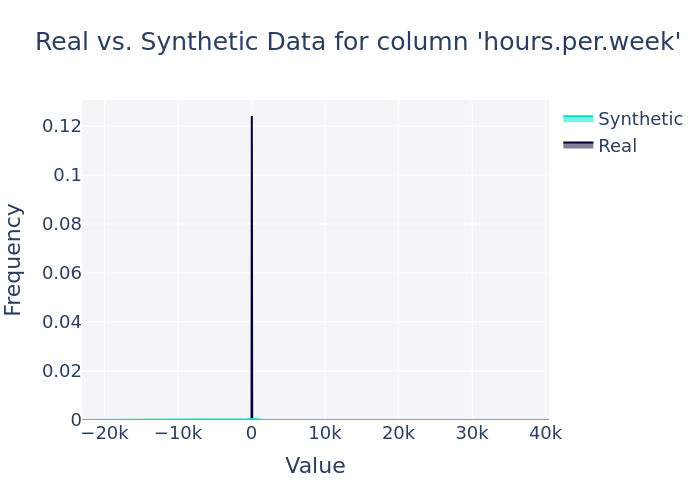 Real vs. Synthetic Data for column 'hours.per.week'
Synthetic
Real
0.12
0.1
0.08
0.06
0.04
0.02
0
−20k
−10k
0
10k
20k
30k
40k
Frequency
Value